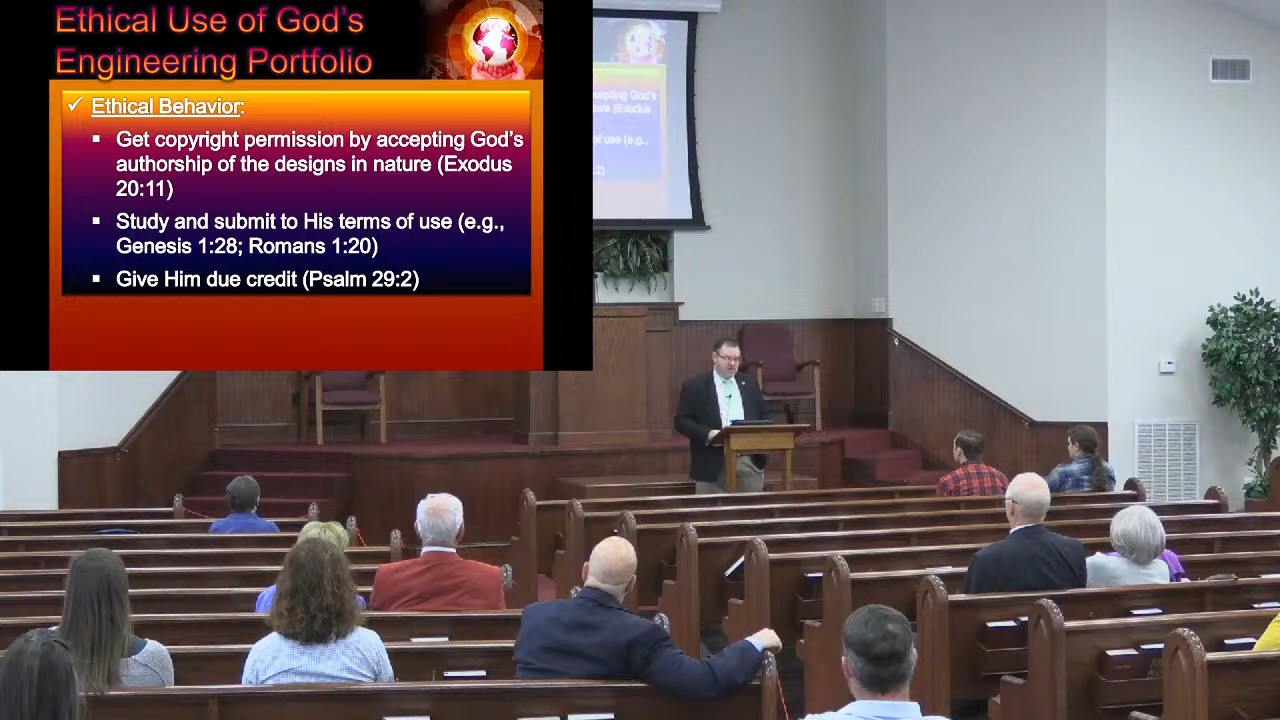 Ethical Use of God's
Engineering Portfolio
✓ Ethical Behavior:
▪ Get copyright permission by accepting God's
authorship of the designs in nature (Exodus
20:11)
▪ Study and submit to His terms of use (e.g.,
Genesis 1:28; Romans 1:20)
▪ Give Him due credit (Psalm 29:2)